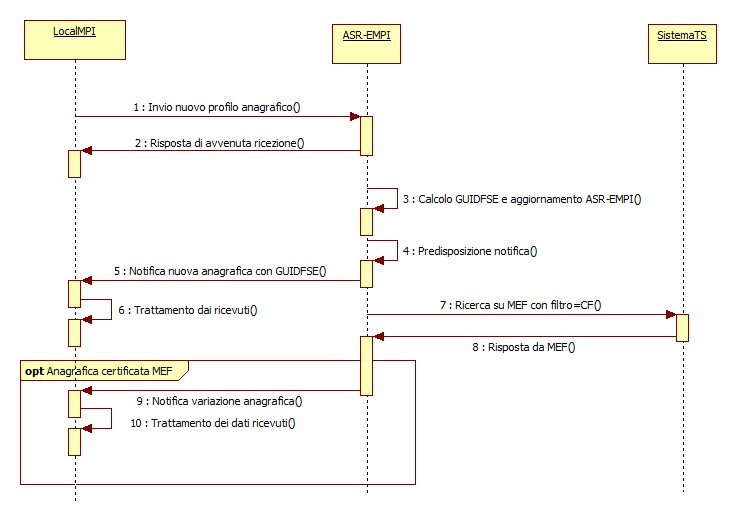 LocalMPI
ASR-EMPI
SistemaTS
1 : Invio nuovo profilo anagrafico()
2 : Risposta di avvenuta ricezione()
3 : Calcolo GUIDFSE e aggiornamento ASR-EMPI()
4 : Predisposizione notifica()
5 : Notifica nuova anagrafica con GUIDFSE()
6 : Trattamento dai ricevuti()
7 : Ricerca su MEF con filtro=CF()
8 : Risposta da MEF()
opt Anagrafica certificata MEF
9 : Notifica variazione anagrafica()
10 : Trattamento dei dati ricevuti()